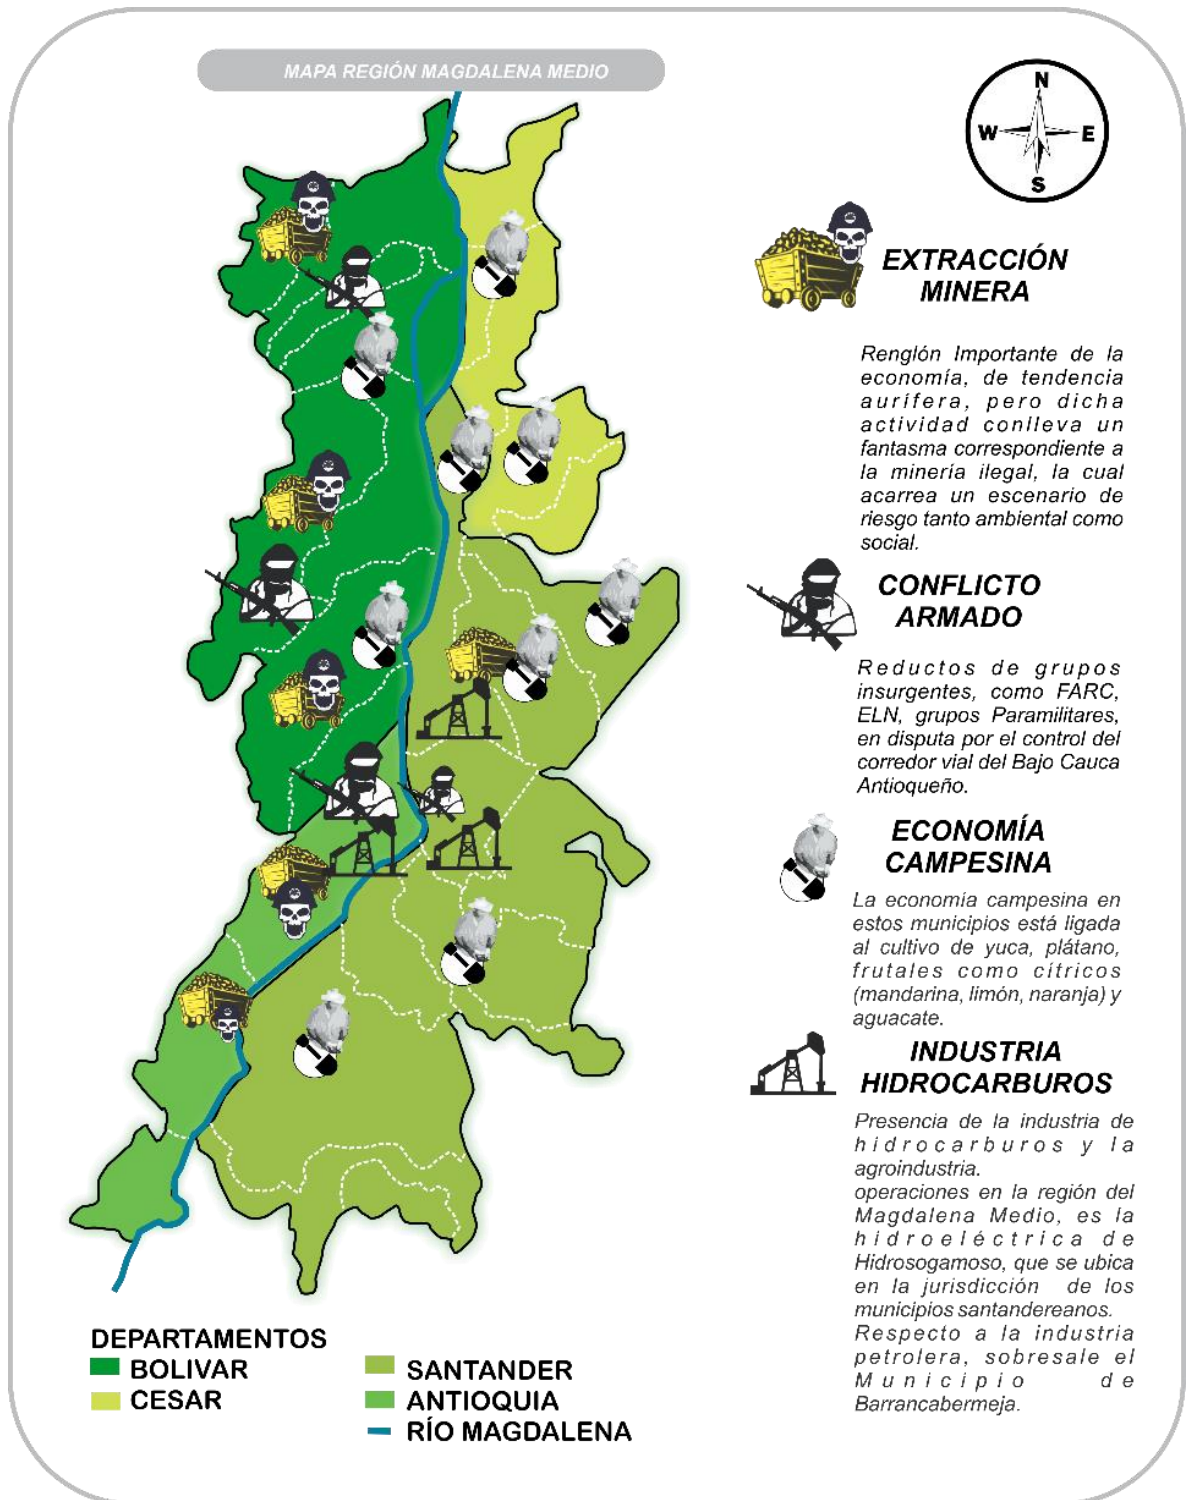 MAPA REGIÓN MAGDALENA MEDIO
N
W
E
S
EXTRACCIÓN
MINERA
Renglón Importante de la
economía, de tendencia
aurífera, pero dicha
actividad conlleva un
fantasma correspondiente a
la minería ilegal, la cual
acarrea un escenario de
riesgo tanto ambiental como
social.
CONFLICTO
ARMADO
Reductos de grupos
insurgentes, como FARC,
ELN, grupos Paramilitares,
en disputa por el control del
corredor vial del Bajo Cauca
Antioqueño.
ECONOMÍA
CAMPESINA
La economía campesina en
estos municipios está ligada
al cultivo de yuca, plátano,
frutales como cítricos
(mandarina, limón, naranja) y
aguacate.
INDUSTRIA
HIDROCARBUROS
Presencia de la industria de
hidrocarburos y la
agroindustria.
operaciones en la región del
Magdalena Medio, es la
hidroeléctrica de
Hidrosogamoso, que se ubica
en la jurisdicción de los
municipios santandereanos.
Respecto a la industria
petrolera, sobresale el
Municipio de
Barrancabermeja.
DEPARTAMENTOS
BOLIVAR
CESAR
SANTANDER
ANTIOQUIA
RÍO MAGDALENA